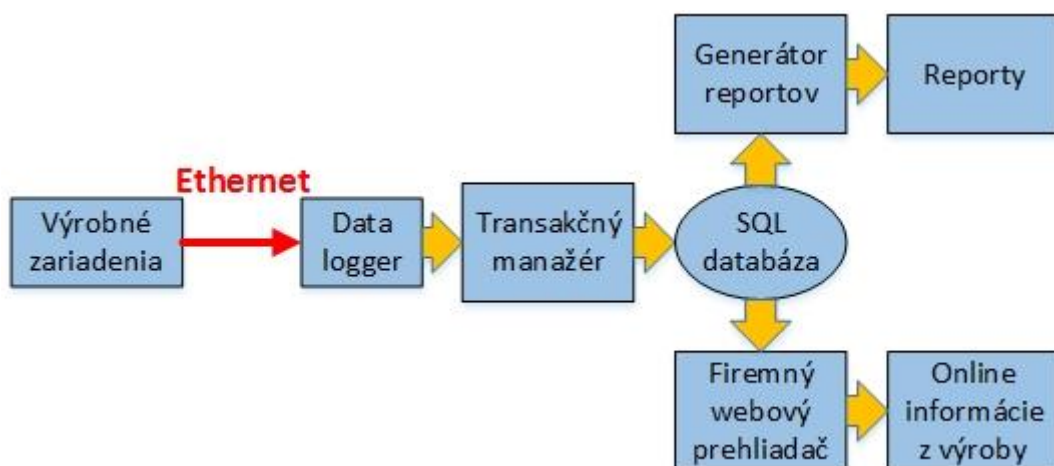 Generátor
reportov
Reporty
Ethernet
Výrobné
zariadenia
Data
logger
Transakčný
manažér
SQL
databáza
Firemný
webový
prehliadač
Online
informácie
z výroby